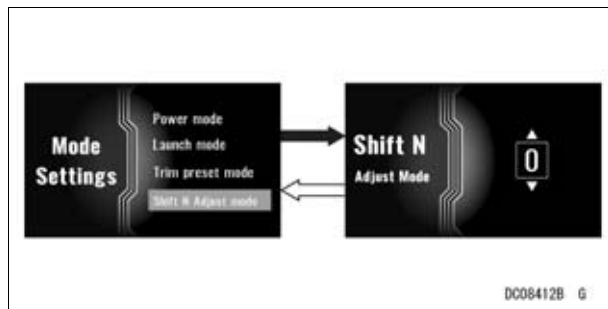 Mode
Settings
Power mode
Launch mode
Trim preset mode
Shift N Adjust mode
Shift N
Adjust Mode
0
DC08412B G